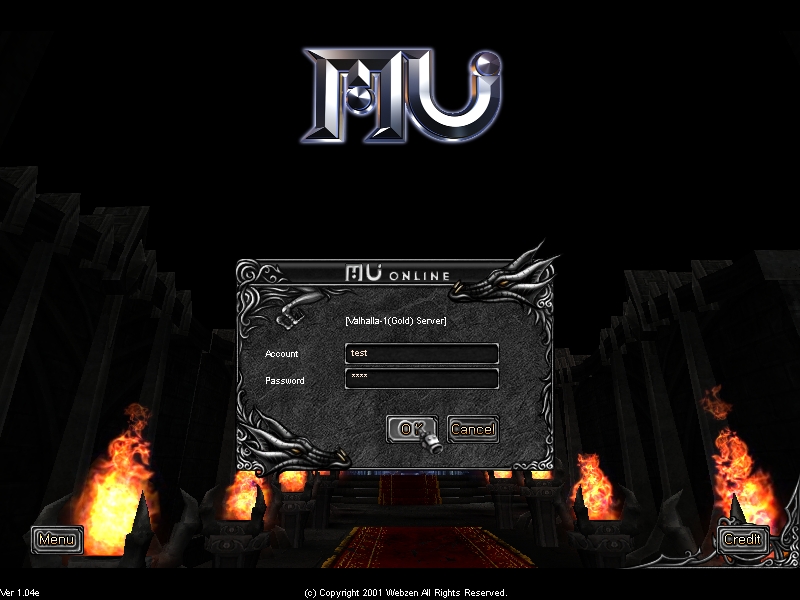 MU
MU ONLINE
[Valhalla-1(Gold) Server]
Account test
Password ****
OK Cancel
Menu Credit
Ver 1.04e (c) Copyright 2001 Webzen All Rights Reserved.